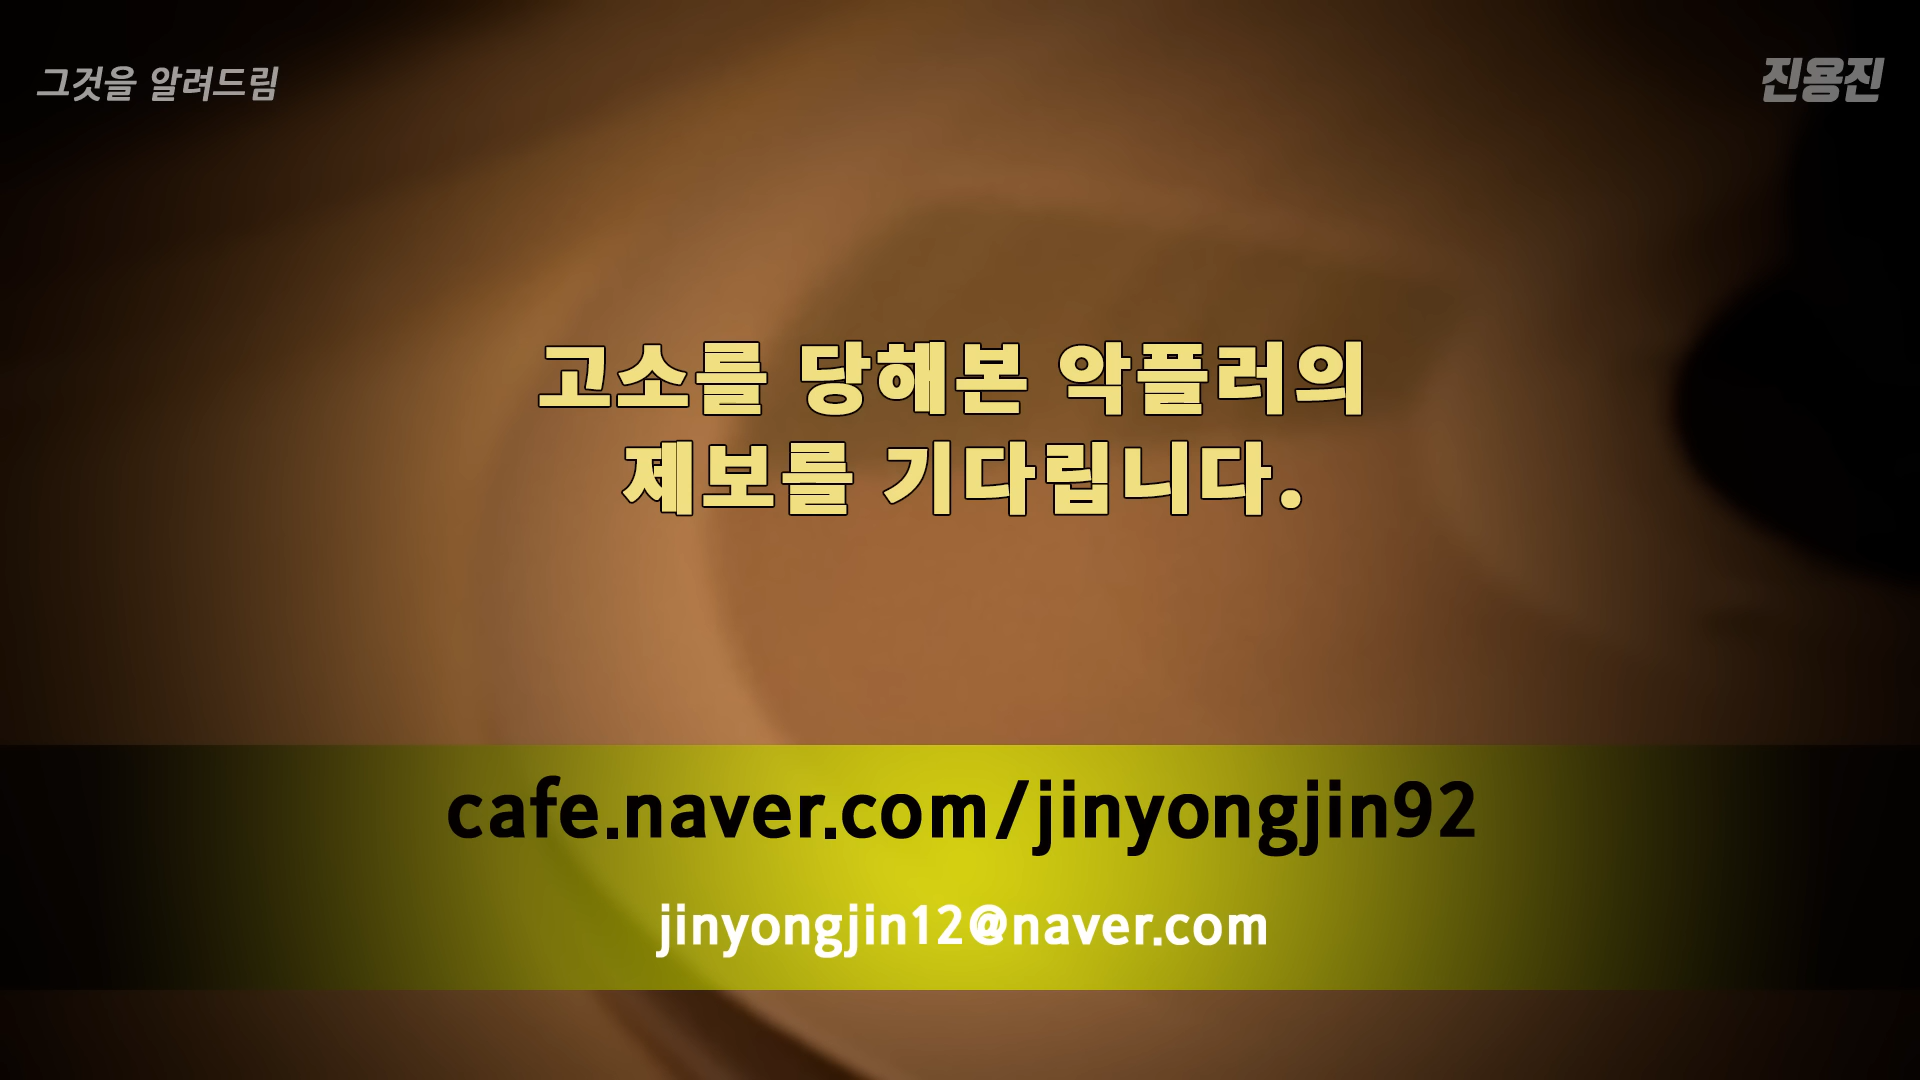 그것을 알려드림
진용진
고소를 당해본 악플러의
제보를 기다립니다.
cafe.naver.com/jinyongjin92
jinyongjin12@naver.com